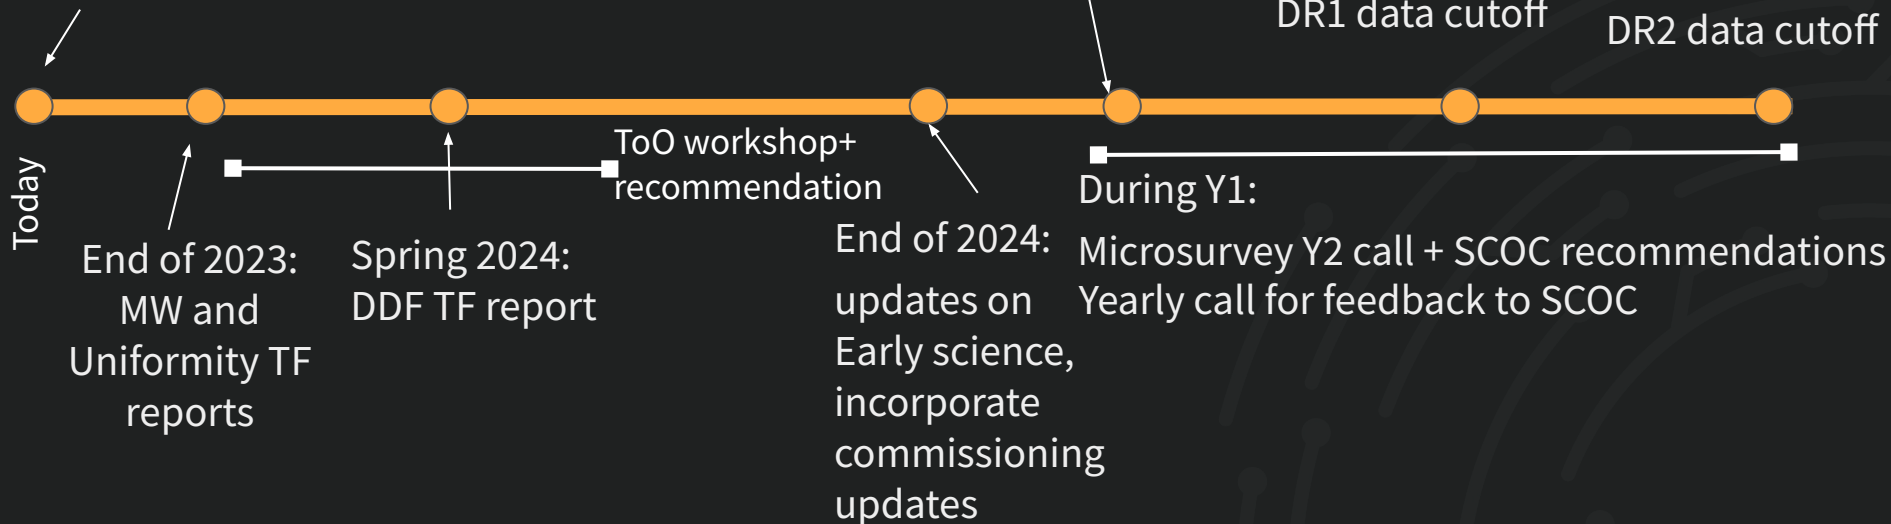 DR1 data cutoff
DR2 data cutoff
Today
End of 2023:
MW and
Uniformity TF
reports
Spring 2024:
DDF TF report
ToO workshop+
recommendation
End of 2024:
updates on
Early science,
incorporate
commissioning
updates
During Y1:
Microsurvey Y2 call + SCOC recommendations
Yearly call for feedback to SCOC